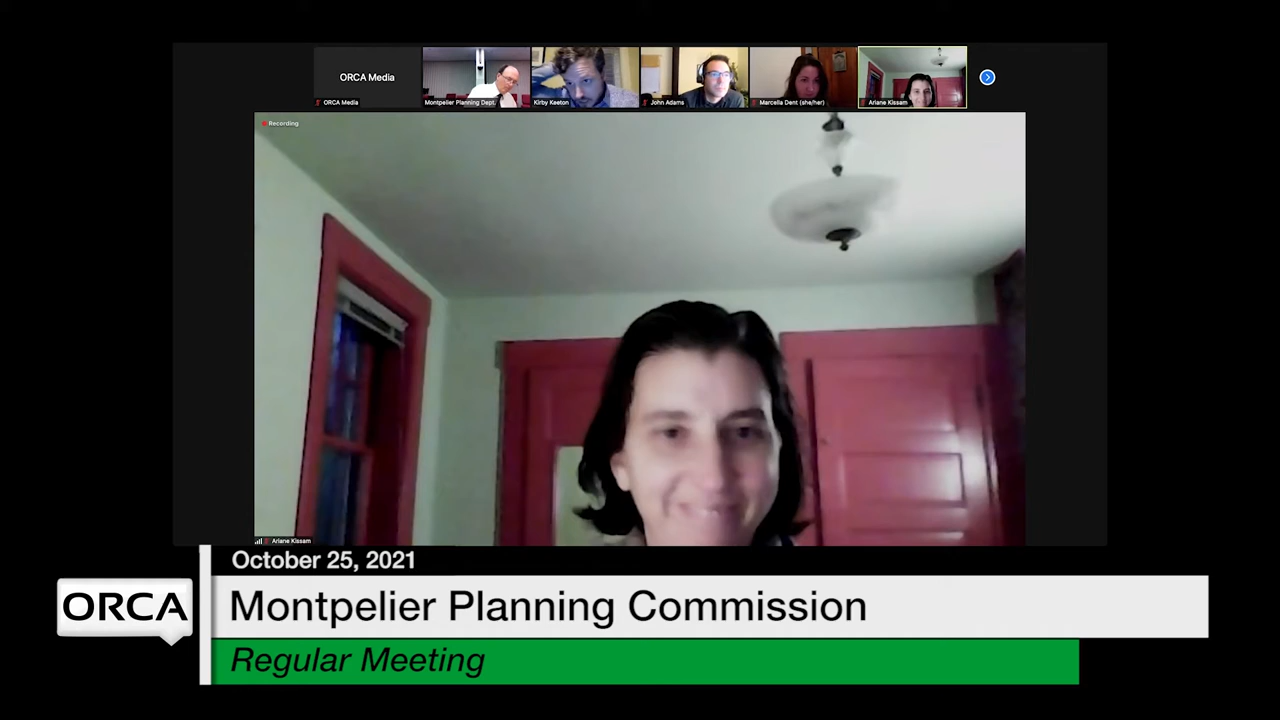 ORCA Media
ORCA Media
Montpelier Planning Dept.
Kirby Keeton
John Adams
Marcella Dent (she/her)
Ariane Kissam
Recording
Ariane Kissam
October 25, 2021
ORCA
Montpelier Planning Commission
Regular Meeting